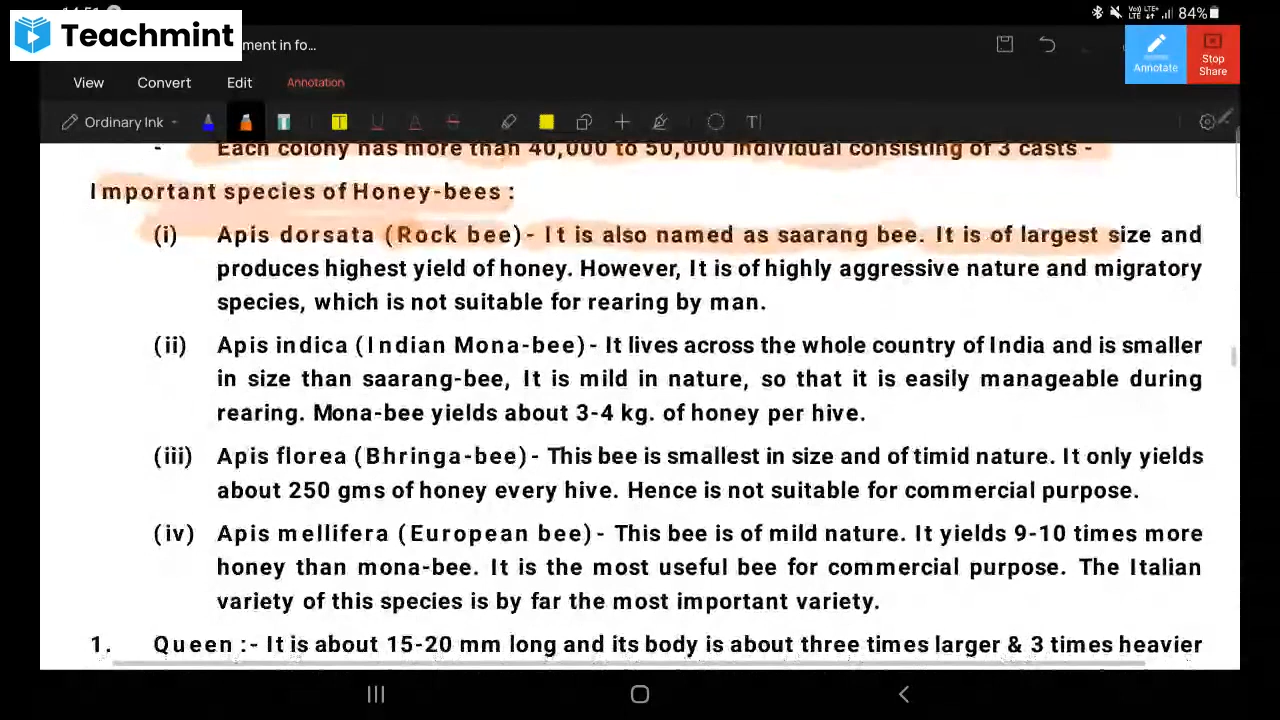 84%
Teachmint
ment in fo...
Annotate
Stop
Share
View Convert Edit Annotation
Ordinary Ink
- Each colony has more than 40,000 to 50,000 individual consisting of 3 casts -
Important species of Honey-bees :
(i) Apis dorsata (Rock bee)- It is also named as saarang bee. It is of largest size and
produces highest yield of honey. However, It is of highly aggressive nature and migratory
species, which is not suitable for rearing by man.
(ii) Apis indica (Indian Mona-bee)- It lives across the whole country of India and is smaller
in size than saarang-bee, It is mild in nature, so that it is easily manageable during
rearing. Mona-bee yields about 3-4 kg. of honey per hive.
(iii) Apis florea (Bhringa-bee)- This bee is smallest in size and of timid nature. It only yields
about 250 gms of honey every hive. Hence is not suitable for commercial purpose.
(iv) Apis mellifera (European bee)- This bee is of mild nature. It yields 9-10 times more
honey than mona-bee. It is the most useful bee for commercial purpose. The Italian
variety of this species is by far the most important variety.
1. Queen :- It is about 15-20 mm long and its body is about three times larger & 3 times heavier